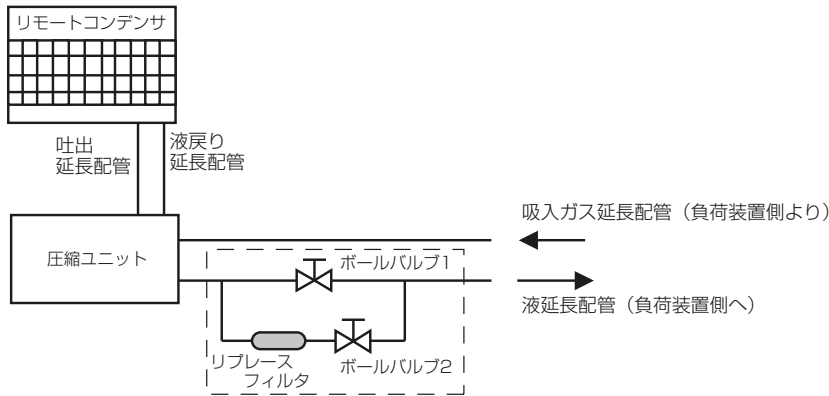 リモートコンデンサ
吐出
延長配管
液戻り
延長配管
吸入ガス延長配管（負荷装置側より）
圧縮ユニット
ボールバルブ1
液延長配管（負荷装置側へ）
リプレース
フィルタ
ボールバルブ2